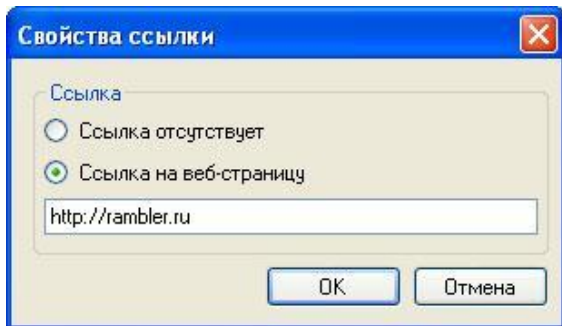 Свойства ссылки
Ссылка
Ссылка отсутствует
Ссылка на веб-страницу
http://rambler.ru
OK
Отмена